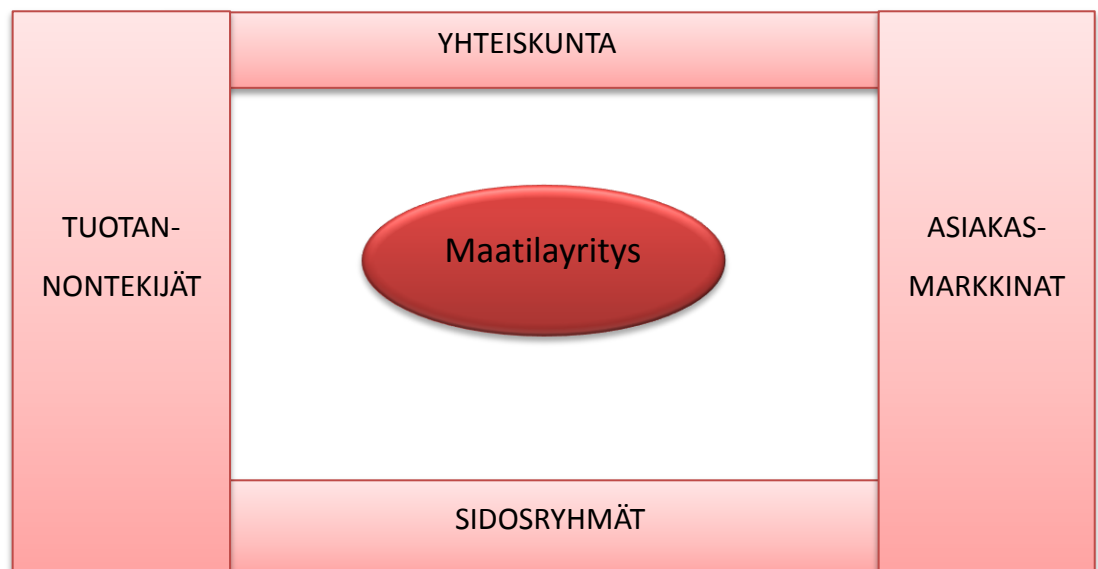 YHTEISKUNTA
TUOTAN-
NONTEKIJÄT
Maatilayritys
ASIAKAS-
MARKKINAT
SIDOSRYHMÄT